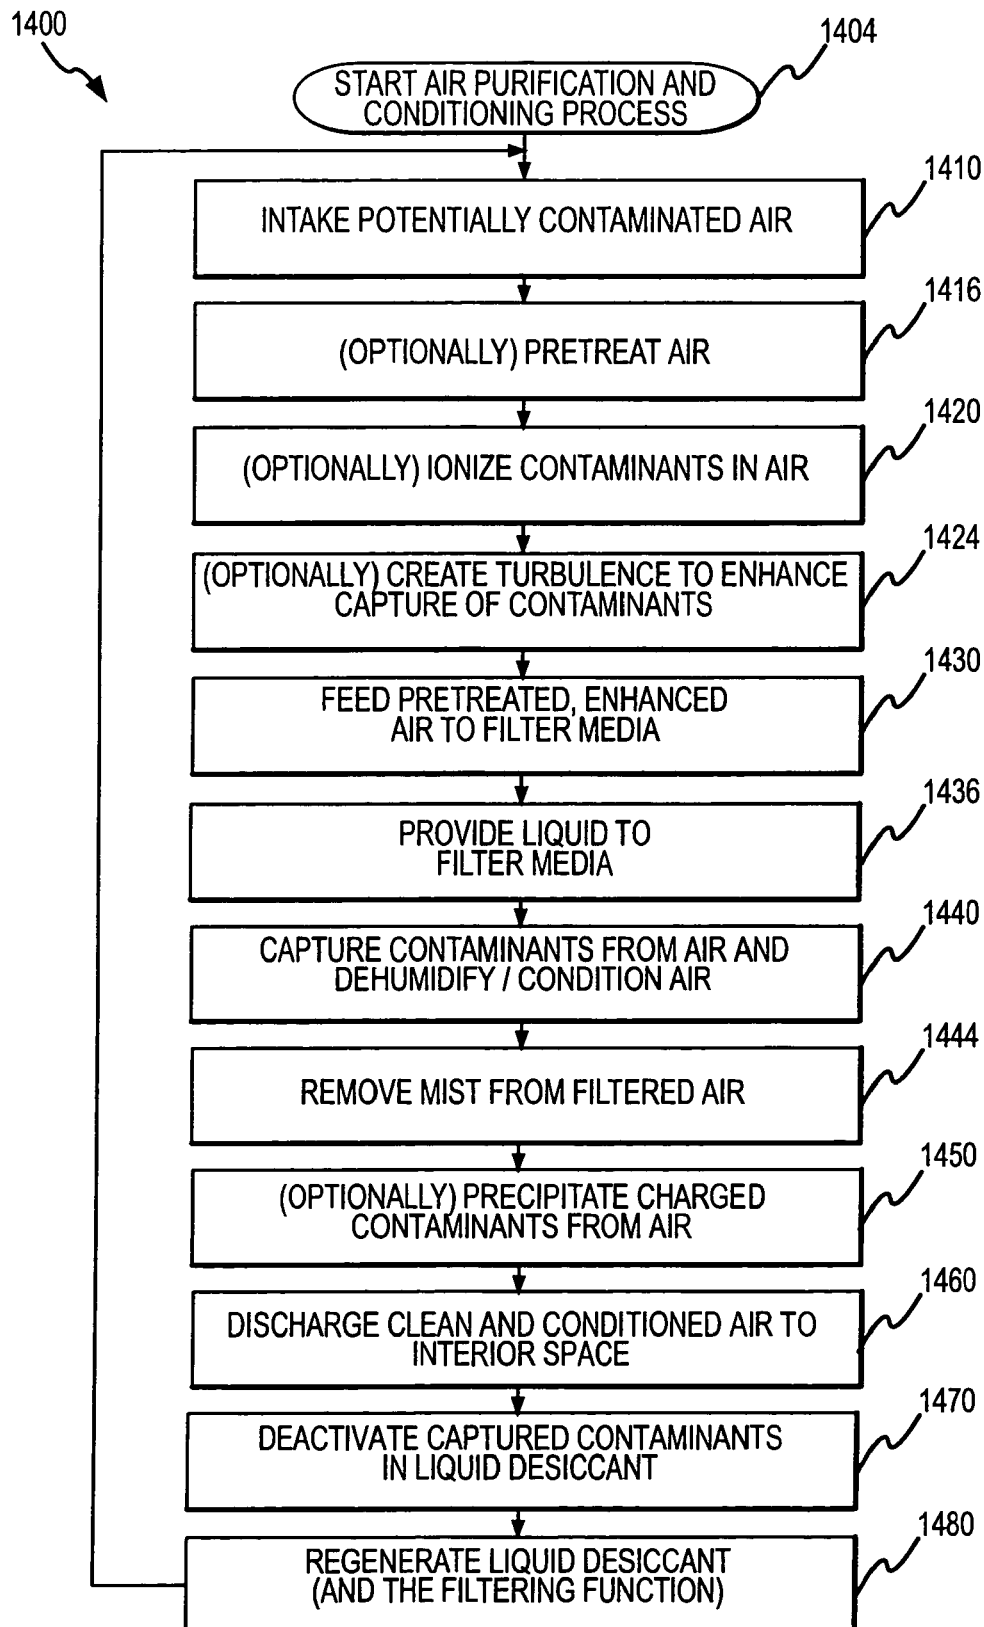 1400
1404
START AIR PURIFICATION AND
CONDITIONING PROCESS
1410
INTAKE POTENTIALLY CONTAMINATED AIR
1416
(OPTIONALLY) PRETREAT AIR
1420
(OPTIONALLY) IONIZE CONTAMINANTS IN AIR
1424
(OPTIONALLY) CREATE TURBULENCE TO ENHANCE
CAPTURE OF CONTAMINANTS
1430
FEED PRETREATED, ENHANCED
AIR TO FILTER MEDIA
1436
PROVIDE LIQUID TO
FILTER MEDIA
1440
CAPTURE CONTAMINANTS FROM AIR AND
DEHUMIDIFY / CONDITION AIR
1444
REMOVE MIST FROM FILTERED AIR
1450
(OPTIONALLY) PRECIPITATE CHARGED
CONTAMINANTS FROM AIR
1460
DISCHARGE CLEAN AND CONDITIONED AIR TO
INTERIOR SPACE
1470
DEACTIVATE CAPTURED CONTAMINANTS
IN LIQUID DESICCANT
1480
REGENERATE LIQUID DESICCANT
(AND THE FILTERING FUNCTION)